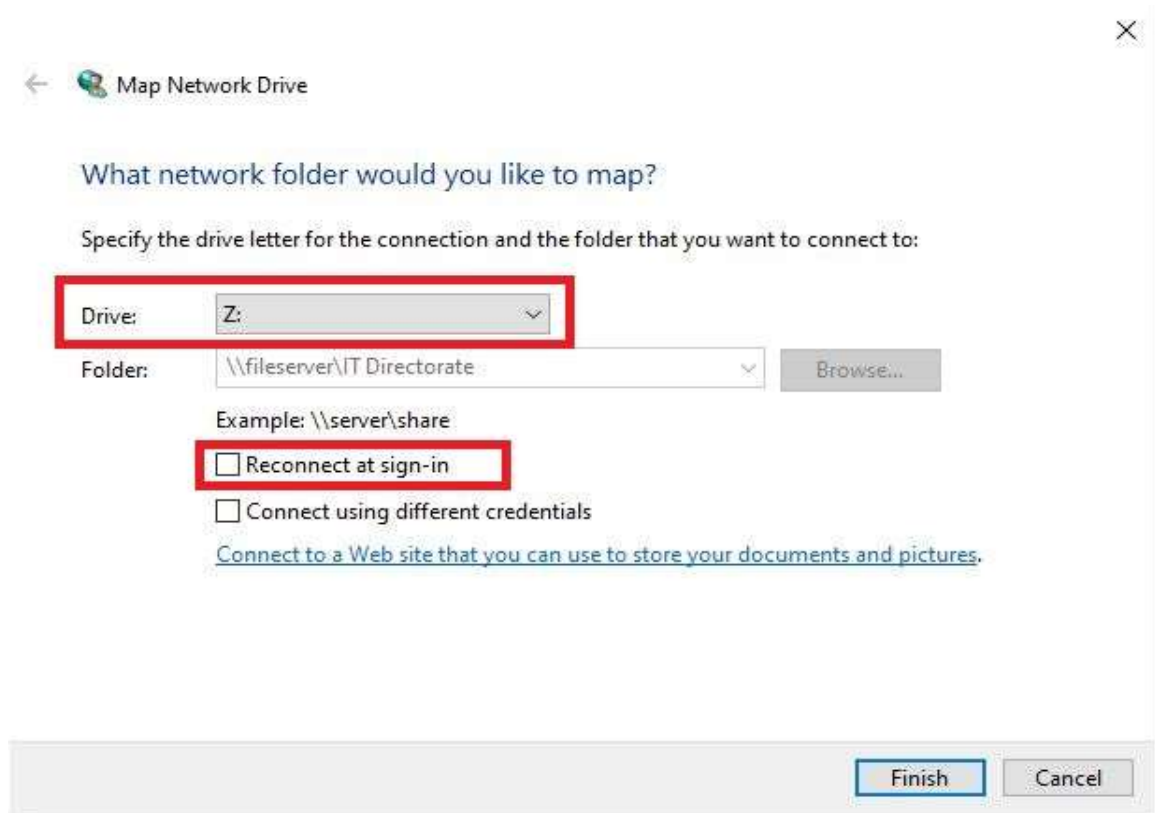 Map Network Drive
What network folder would you like to map?
Specify the drive letter for the connection and the folder that you want to connect to:
Drive: Z:
Folder: \\fileserver\IT Directorate Browse...
Example: \\server\share
Reconnect at sign-in
Connect using different credentials
Connect to a Web site that you can use to store your documents and pictures.
Finish Cancel